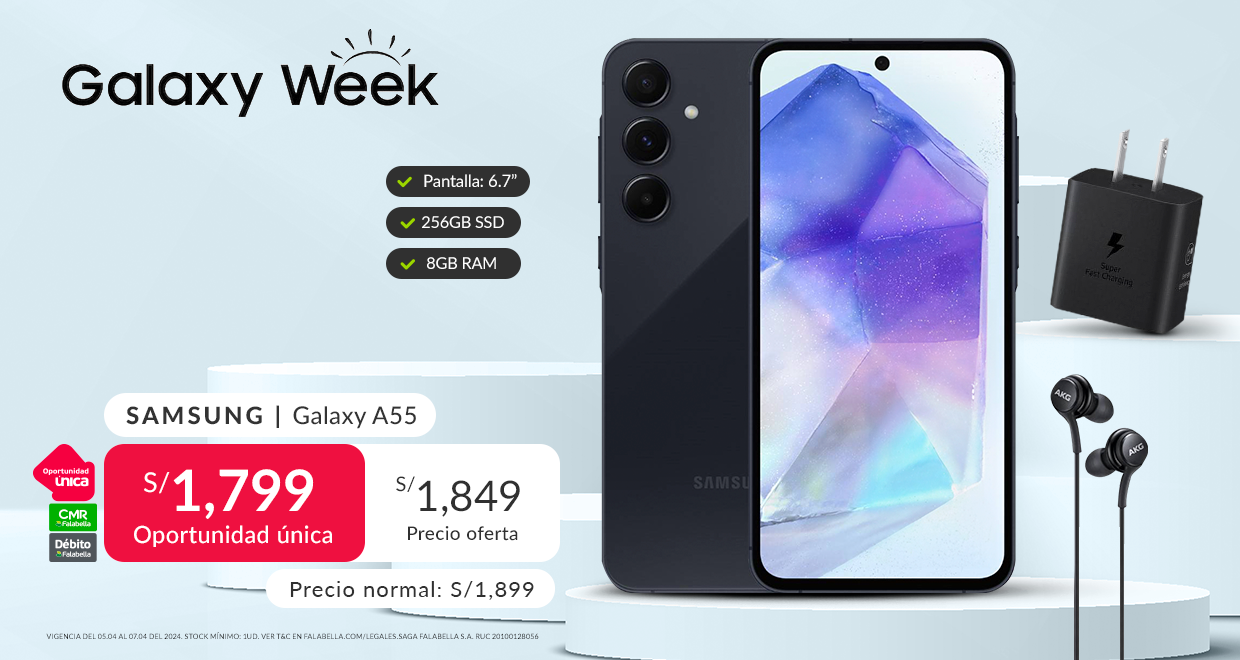 Galaxy Week
Pantalla: 6.7”
256GB SSD
8GB RAM
SAMSUNG | Galaxy A55
Oportunidad
única
CMR
Falabella
Débito
Falabella
S/1,799
Oportunidad única
S/1,849
Precio oferta
Precio normal: S/1,899
VIGENCIA DEL 05.04 AL 07.04 DEL 2024. STOCK MÍNIMO: 1UD. VER T&C EN FALABELLA.COM/LEGALES.SAGA FALABELLA S.A. RUC 20100128056
SAMSU
Super
Fast Charging
AKG
AKG